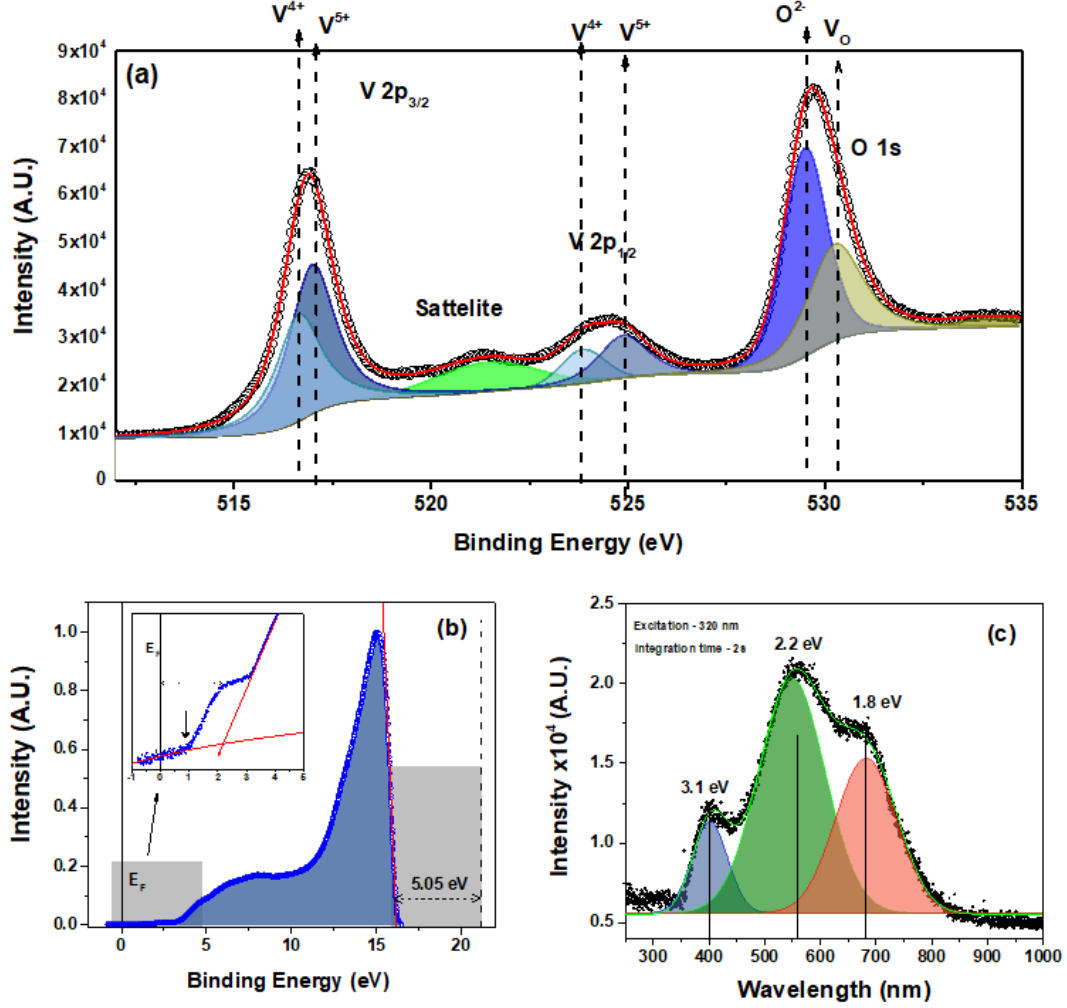 V⁴⁺ V⁵⁺ V⁴⁺ V⁵⁺ O²⁻ V_O
(a)
V 2p₃/₂
O 1s
V 2p₁/₂
Sattelite
9x10⁴
8x10⁴
7x10⁴
6x10⁴
5x10⁴
4x10⁴
3x10⁴
2x10⁴
1x10⁴
0
Intensity (A.U.)
515 520 525 530 535
Binding Energy (eV)
(b)
E_F
-1 0 1 2 3 4 5
1.0
0.8
0.6
0.4
0.2
0.0
Intensity (A.U.)
E_F
5.05 eV
0 5 10 15 20
Binding Energy (eV)
(c)
Excitation - 320 nm
Integration time - 2s
2.2 eV
1.8 eV
3.1 eV
2.5
2.0
1.5
1.0
0.5
Intensity x10⁴ (A.U.)
300 400 500 600 700 800 900 1000
Wavelength (nm)